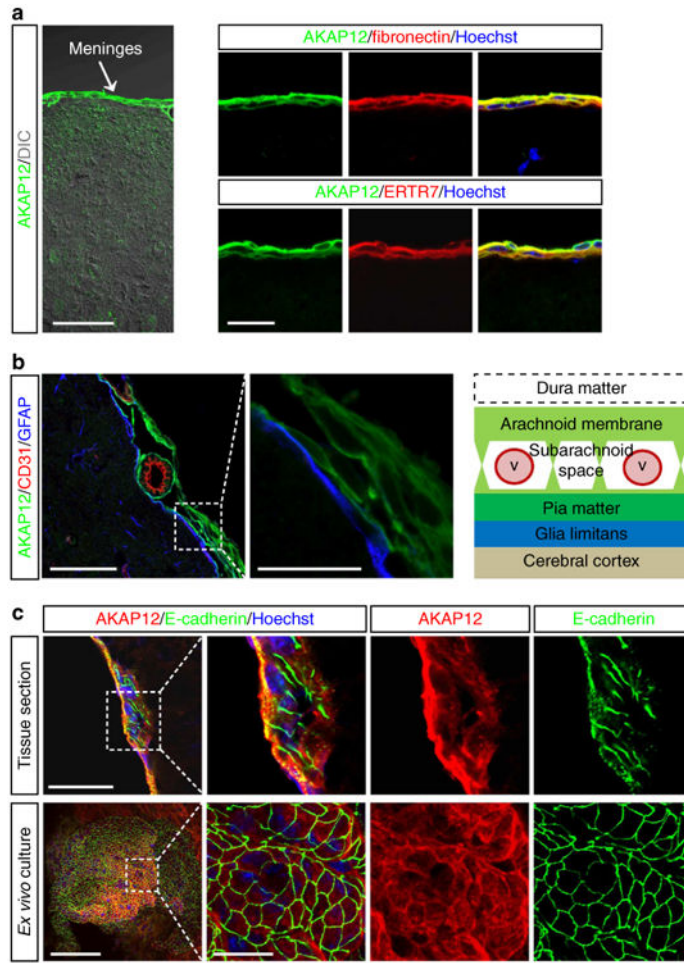 a
Meninges
AKAP12/DIC
AKAP12/fibronectin/Hoechst
AKAP12/ERTR7/Hoechst
b
AKAP12/CD31/GFAP
Dura matter
Arachnoid membrane
Subarachnoid
space
v
v
Pia matter
Glia limitans
Cerebral cortex
c
AKAP12/E-cadherin/Hoechst
AKAP12
E-cadherin
Tissue section
Ex vivo culture